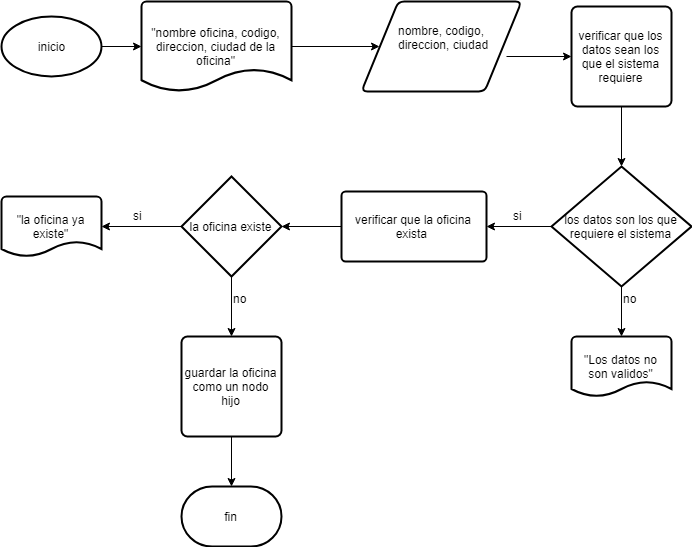 inicio
"nombre oficina, codigo,
direccion, ciudad de la
oficina"
nombre, codigo,
direccion, ciudad
verificar que los
datos sean los
que el sistema
requiere
los datos son los que
requiere el sistema
si
no
"Los datos no
son validos"
verificar que la oficina
exista
la oficina existe
si
"la oficina ya
existe"
no
guardar la oficina
como un nodo
hijo
fin